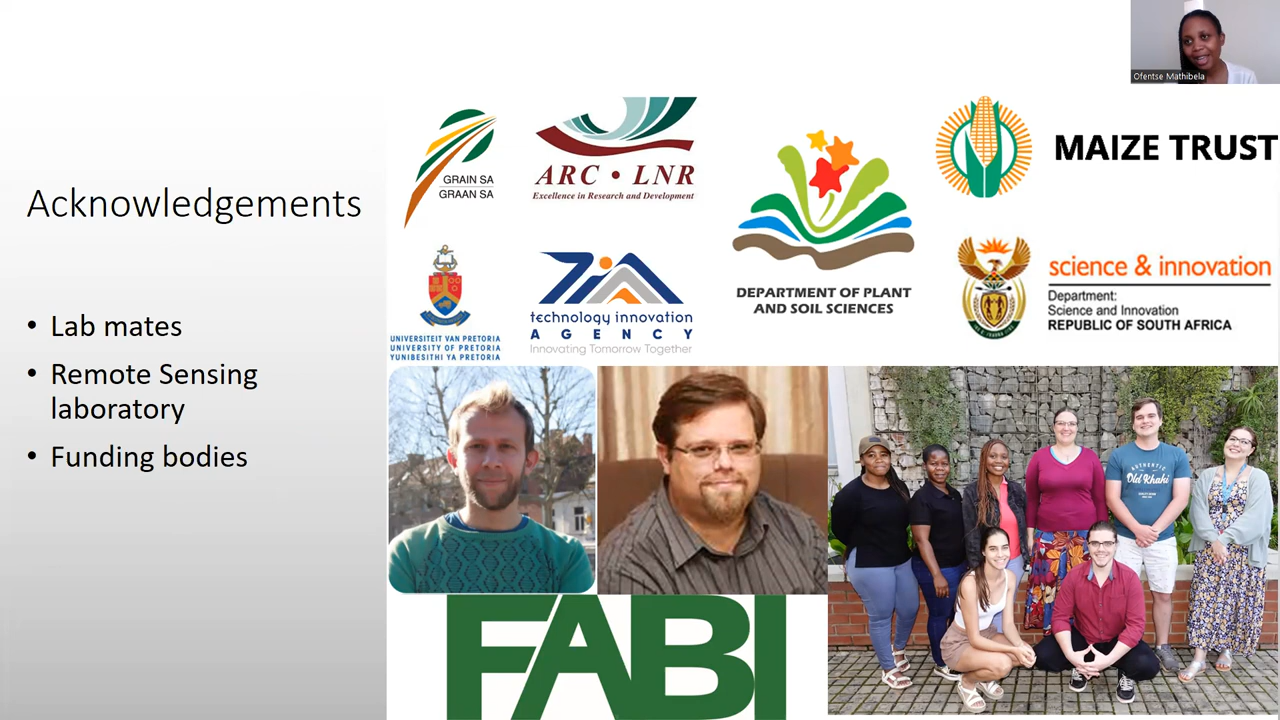 Ofentse Mathibela
Acknowledgements
• Lab mates
• Remote Sensing
laboratory
• Funding bodies
GRAIN SA
GRAAN SA
ARC • LNR
Excellence in Research and Development
UNIVERSITEIT VAN PRETORIA
UNIVERSITY OF PRETORIA
YUNIBESITHI YA PRETORIA
TIA
technology innovation
AGENCY
Innovating Tomorrow Together
DEPARTMENT OF PLANT
AND SOIL SCIENCES
MAIZE TRUST
science & innovation
Department:
Science and Innovation
REPUBLIC OF SOUTH AFRICA
AUTHENTIC
Old Khaki
FABI